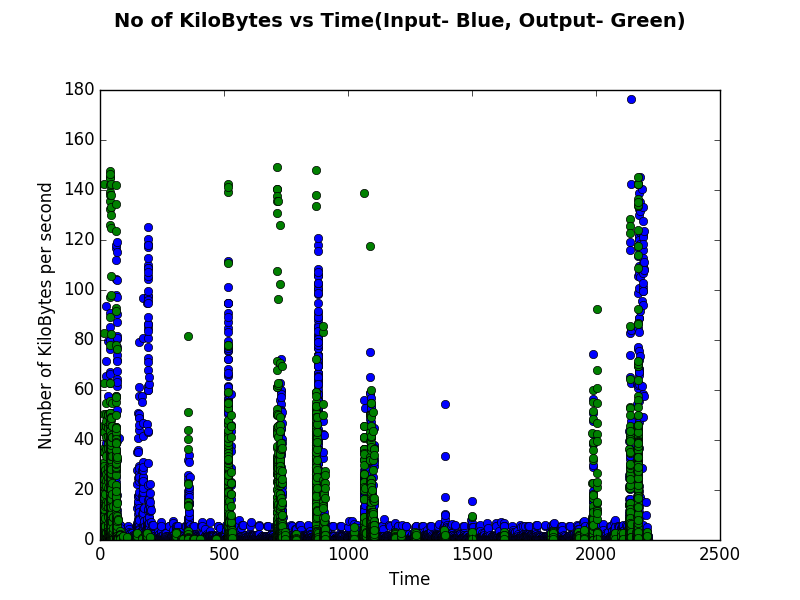 No of KiloBytes vs Time(Input- Blue, Output- Green)
180
160
140
120
100
80
60
40
20
0
Number of KiloBytes per second
0 500 1000 1500 2000 2500
Time